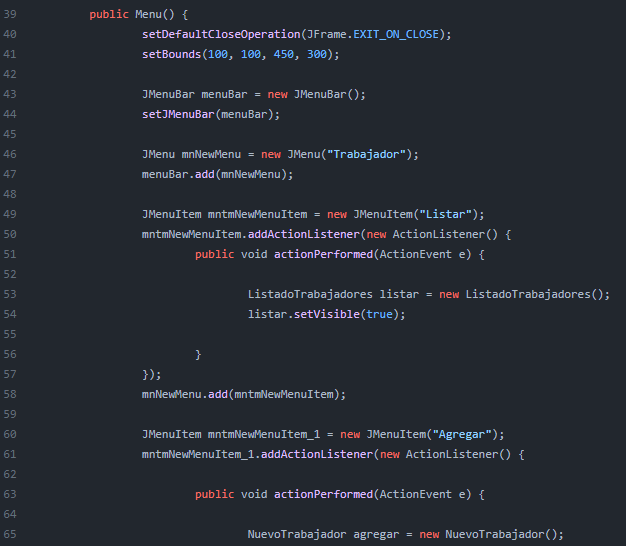 39 public Menu() {
40 setDefaultCloseOperation(JFrame.EXIT_ON_CLOSE);
41 setBounds(100, 100, 450, 300);
42
43 JMenuBar menuBar = new JMenuBar();
44 setJMenuBar(menuBar);
45
46 JMenu mnNewMenu = new JMenu("Trabajador");
47 menuBar.add(mnNewMenu);
48
49 JMenuItem mntmNewMenuItem = new JMenuItem("Listar");
50 mntmNewMenuItem.addActionListener(new ActionListener() {
51 public void actionPerformed(ActionEvent e) {
52
53 ListadoTrabajadores listar = new ListadoTrabajadores();
54 listar.setVisible(true);
55
56 }
57 });
58 mnNewMenu.add(mntmNewMenuItem);
59
60 JMenuItem mntmNewMenuItem_1 = new JMenuItem("Agregar");
61 mntmNewMenuItem_1.addActionListener(new ActionListener() {
62
63 public void actionPerformed(ActionEvent e) {
64
65 NuevoTrabajador agregar = new NuevoTrabajador();